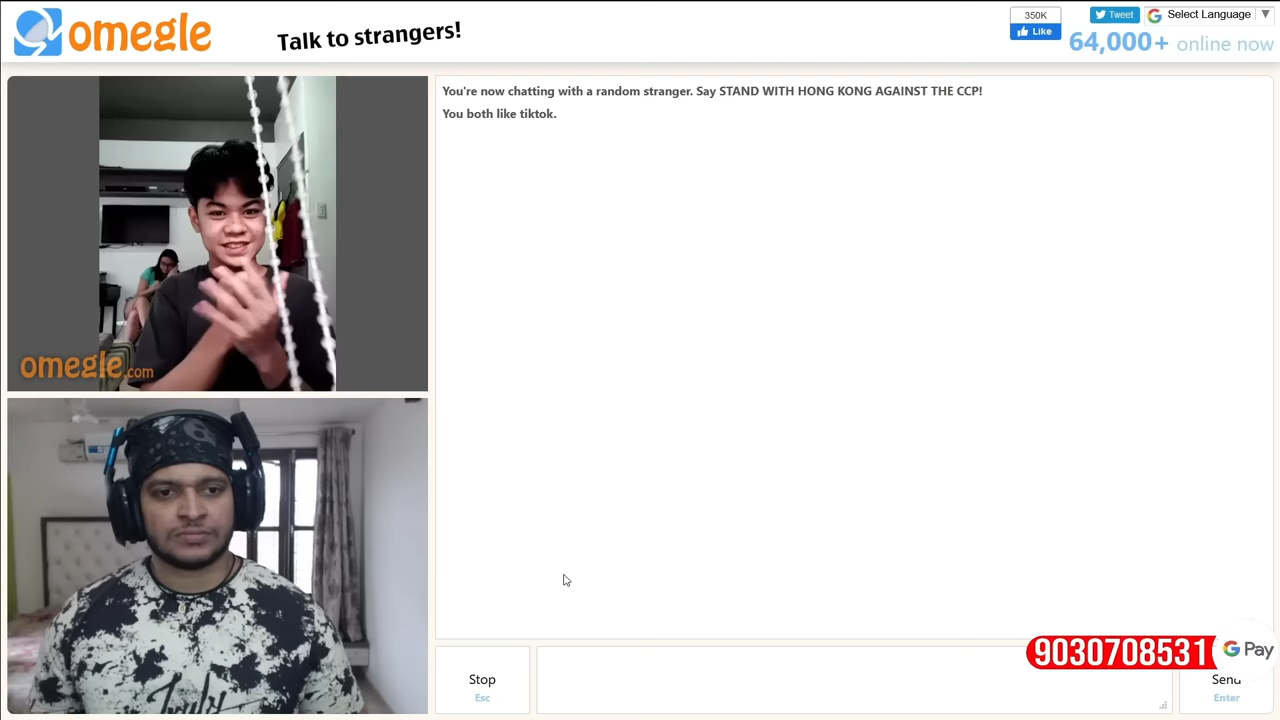 omegle
Talk to strangers!
350K
Like
Tweet
Select Language
64,000+ online now
You're now chatting with a random stranger. Say STAND WITH HONG KONG AGAINST THE CCP!
You both like tiktok.
omegle.com
9030708531
G Pay
Stop
Esc
Send
Enter